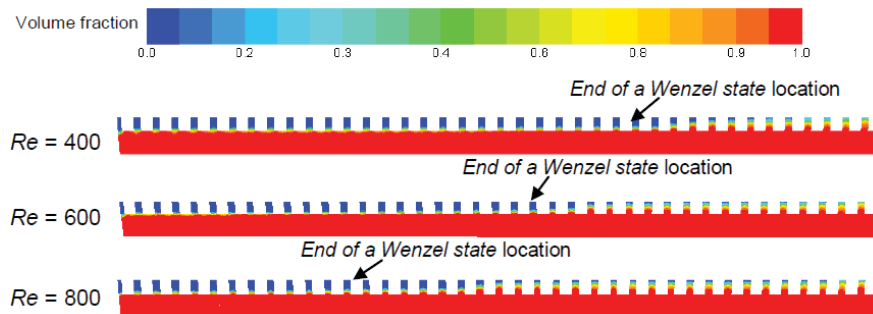 Volume fraction
0.0 0.2 0.3 0.4 0.6 0.8 0.9 1.0
End of a Wenzel state location
Re = 400
End of a Wenzel state location
Re = 600
End of a Wenzel state location
Re = 800